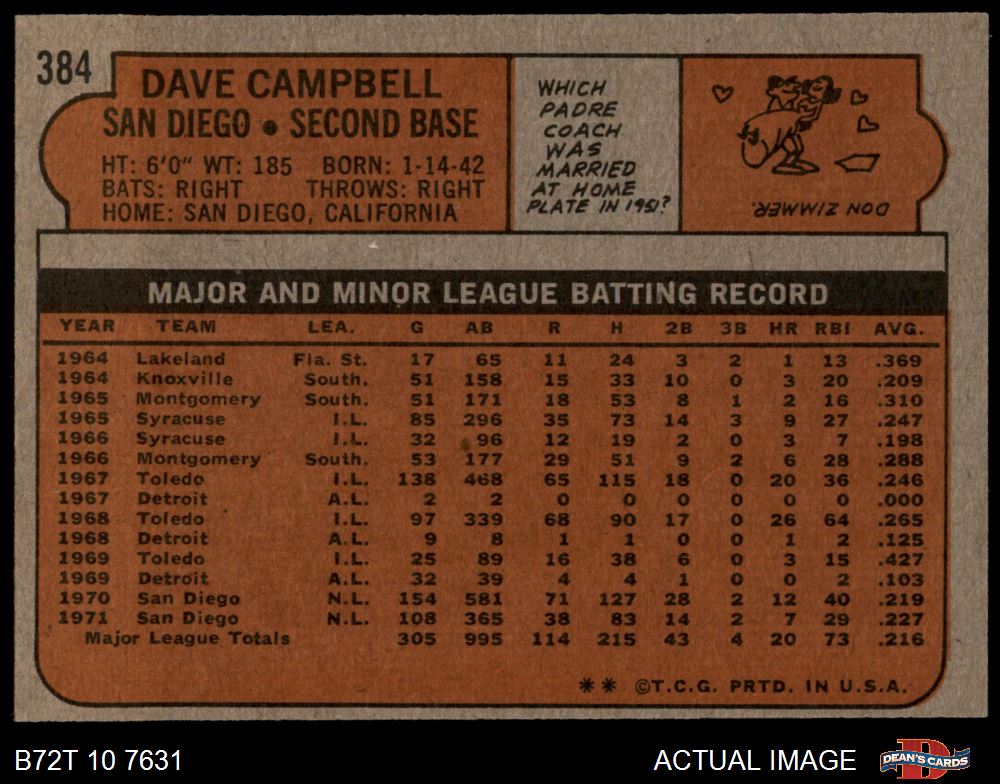 384
DAVE CAMPBELL
SAN DIEGO • SECOND BASE
HT: 6'0" WT: 185 BORN: 1-14-42
BATS: RIGHT THROWS: RIGHT
HOME: SAN DIEGO, CALIFORNIA
WHICH
PADRE
COACH
WAS
MARRIED
AT HOME
PLATE IN 1951?
DON ZIMMER.
MAJOR AND MINOR LEAGUE BATTING RECORD
YEAR TEAM LEA. G AB R H 2B 3B HR RBI AVG.
1964 Lakeland Fla. St. 17 65 11 24 3 2 1 13 .369
1964 Knoxville South. 51 158 15 33 10 0 3 20 .209
1965 Montgomery South. 51 171 18 53 8 1 2 16 .310
1965 Syracuse I.L. 85 296 35 73 14 3 9 27 .247
1966 Syracuse I.L. 32 96 12 19 2 0 3 7 .198
1966 Montgomery South. 53 177 29 51 9 2 6 28 .288
1967 Toledo I.L. 138 468 65 115 18 0 20 36 .246
1967 Detroit A.L. 2 2 0 0 0 0 0 0 .000
1968 Toledo I.L. 97 339 68 90 17 0 26 64 .265
1968 Detroit A.L. 9 8 1 1 0 0 1 2 .125
1969 Toledo I.L. 25 89 16 38 6 0 3 15 .427
1969 Detroit A.L. 32 39 4 4 1 0 0 2 .103
1970 San Diego N.L. 154 581 71 127 28 2 12 40 .219
1971 San Diego N.L. 108 365 38 83 14 2 7 29 .227
Major League Totals 305 995 114 215 43 4 20 73 .216
** ©T.C.G. PRTD. IN U.S.A.
B72T 10 7631
ACTUAL IMAGE
DEAN'S CARDS